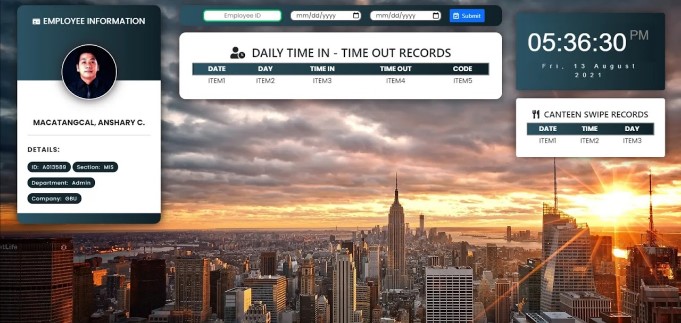 EMPLOYEE INFORMATION
MACATANGCAL, ANSHARY C.
DETAILS:
ID: A013589 Section: MIS
Department: Admin
Company: GBU
Employee ID mm/dd/yyyy mm/dd/yyyy Submit
DAILY TIME IN - TIME OUT RECORDS
DATE DAY TIME IN TIME OUT CODE
ITEM1 ITEM2 ITEM3 ITEM4 ITEM5
05:36:30 PM
Fri, 13 August
2021
CANTEEN SWIPE RECORDS
DATE TIME DAY
ITEM1 ITEM2 ITEM3